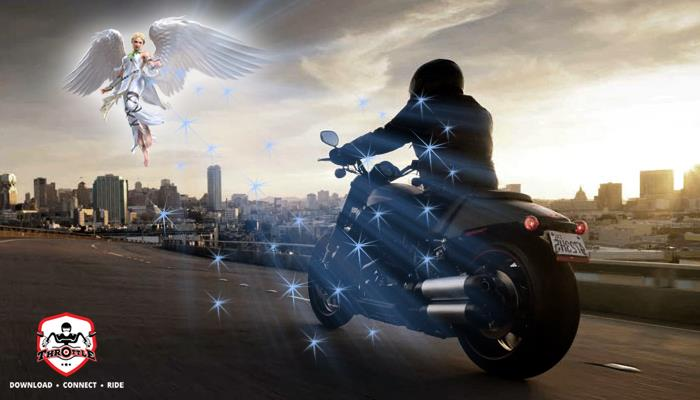 THROTTLE
DOWNLOAD • CONNECT • RIDE